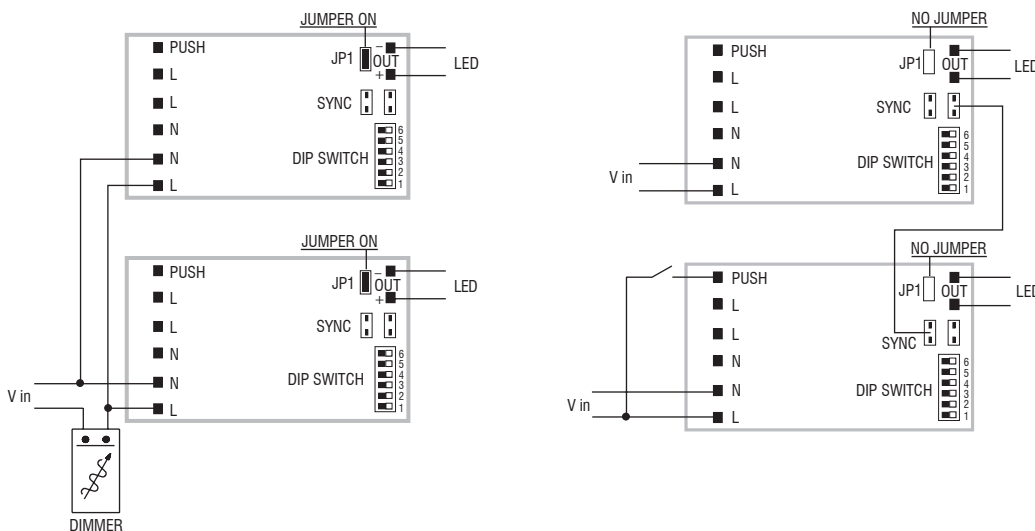 JUMPER ON
PUSH
L
L
N
N
L
JP1
−
OUT
+
LED
SYNC
DIP SWITCH
6
5
4
3
2
1
JUMPER ON
PUSH
L
L
N
N
L
JP1
−
OUT
+
LED
SYNC
DIP SWITCH
6
5
4
3
2
1
V in
DIMMER
NO JUMPER
PUSH
L
L
N
N
L
JP1
OUT
LED
SYNC
DIP SWITCH
6
5
4
3
2
1
V in
NO JUMPER
PUSH
L
L
N
N
L
JP1
OUT
LED
SYNC
DIP SWITCH
6
5
4
3
2
1
V in